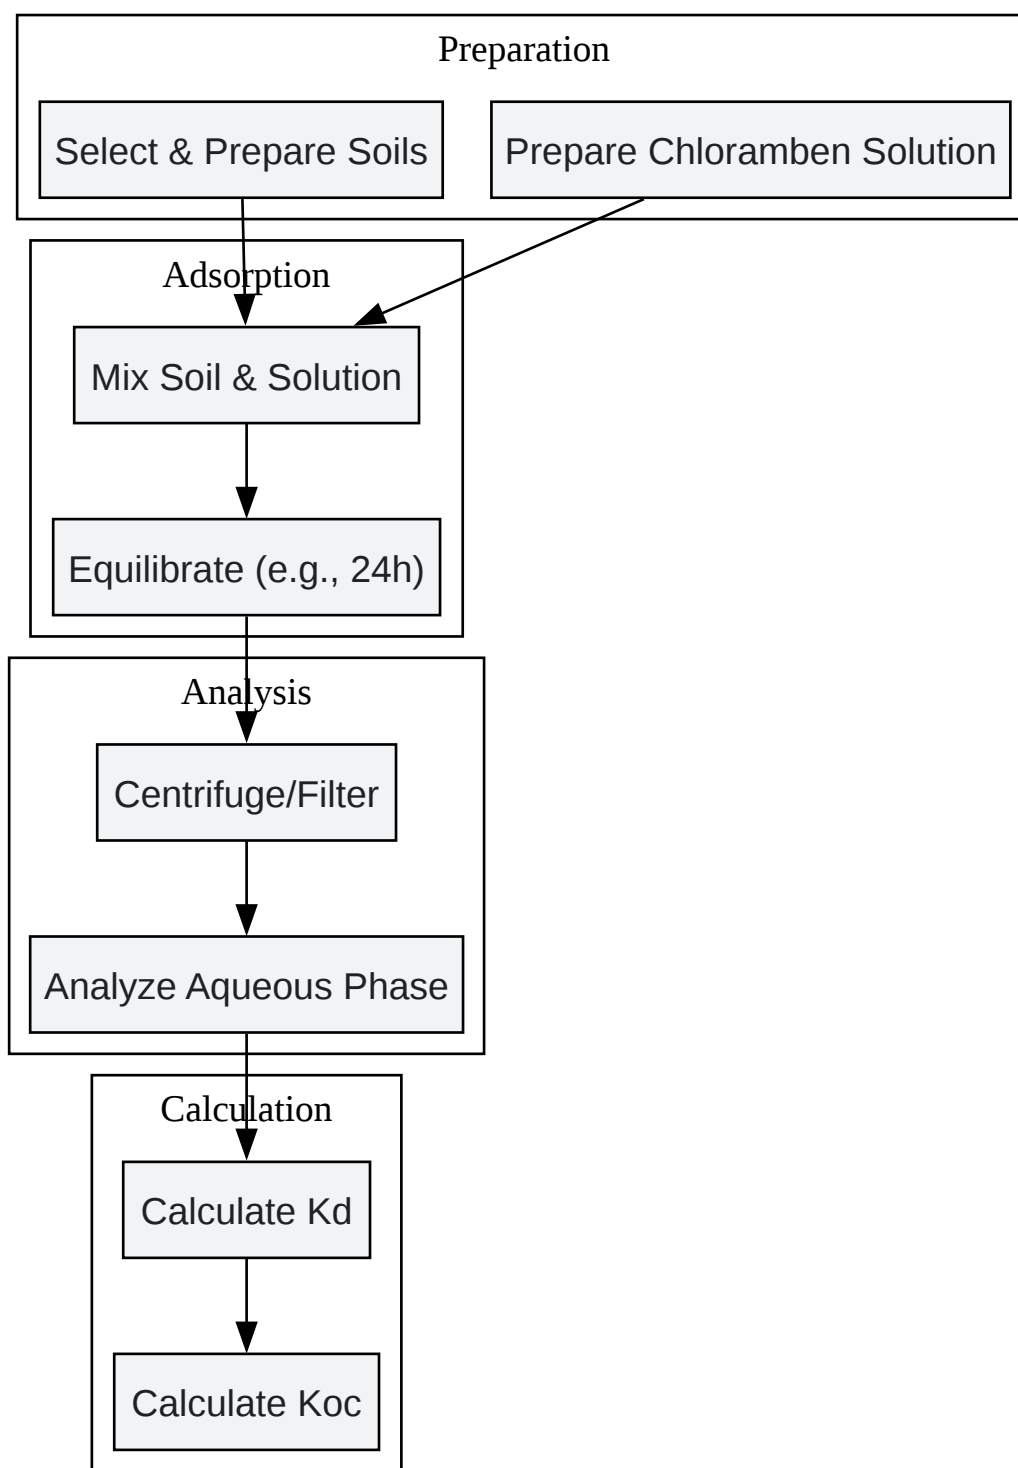 Preparation
Select & Prepare Soils
Prepare Chloramben Solution
Adsorption
Mix Soil & Solution
Equilibrate (e.g., 24h)
Analysis
Centrifuge/Filter
Analyze Aqueous Phase
Calculation
Calculate Kd
Calculate Koc